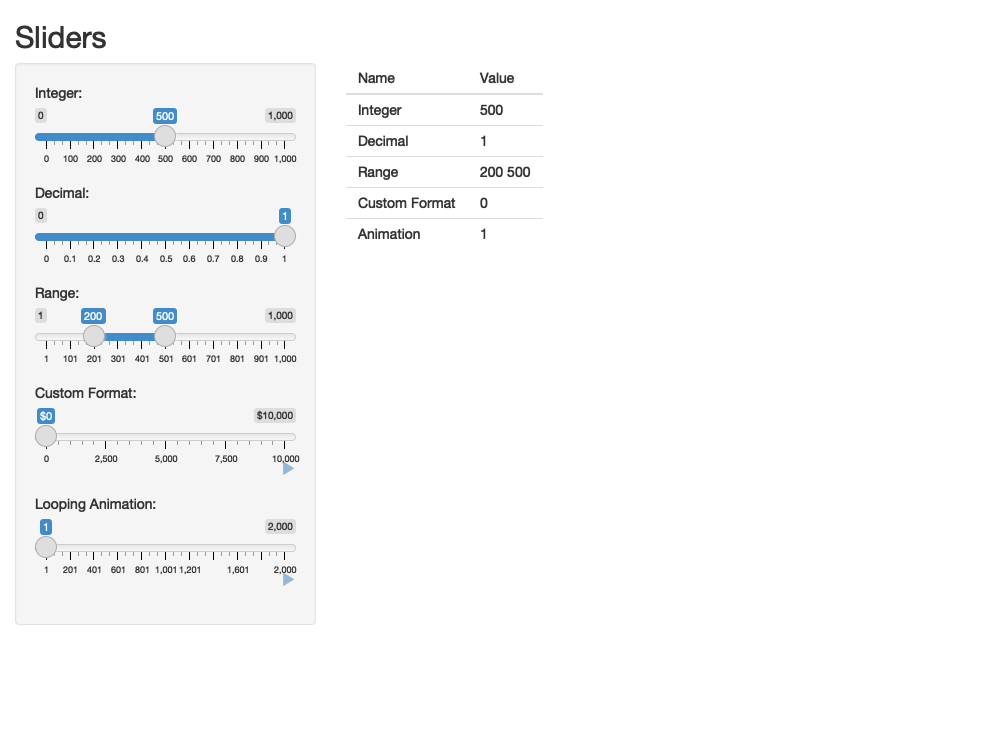 Sliders
Integer:
0 500 1,000
0 100 200 300 400 500 600 700 800 900 1,000
Decimal:
0 1
0 0.1 0.2 0.3 0.4 0.5 0.6 0.7 0.8 0.9 1
Range:
1 200 500 1,000
1 101 201 301 401 501 601 701 801 901 1,000
Custom Format:
$0 $10,000
0 2,500 5,000 7,500 10,000
Looping Animation:
1 2,000
1 201 401 601 801 1,001 1,201 1,601 2,000
Name Value
Integer 500
Decimal 1
Range 200 500
Custom Format 0
Animation 1